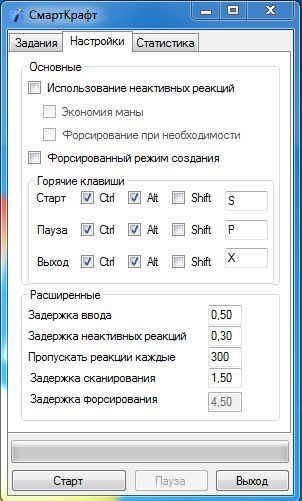 СмартКрафт
Задания Настройки Статистика
Основные
Использование неактивных реакций
Экономия маны
Форсирование при необходимости
Форсированный режим создания
Горячие клавиши
Старт Ctrl Alt Shift S
Пауза Ctrl Alt Shift P
Выход Ctrl Alt Shift X
Расширенные
Задержка ввода 0,50
Задержка неактивных реакций 0,30
Пропускать реакции каждые 300
Задержка сканирования 1,50
Задержка форсирования 4,50
Старт Пауза Выход